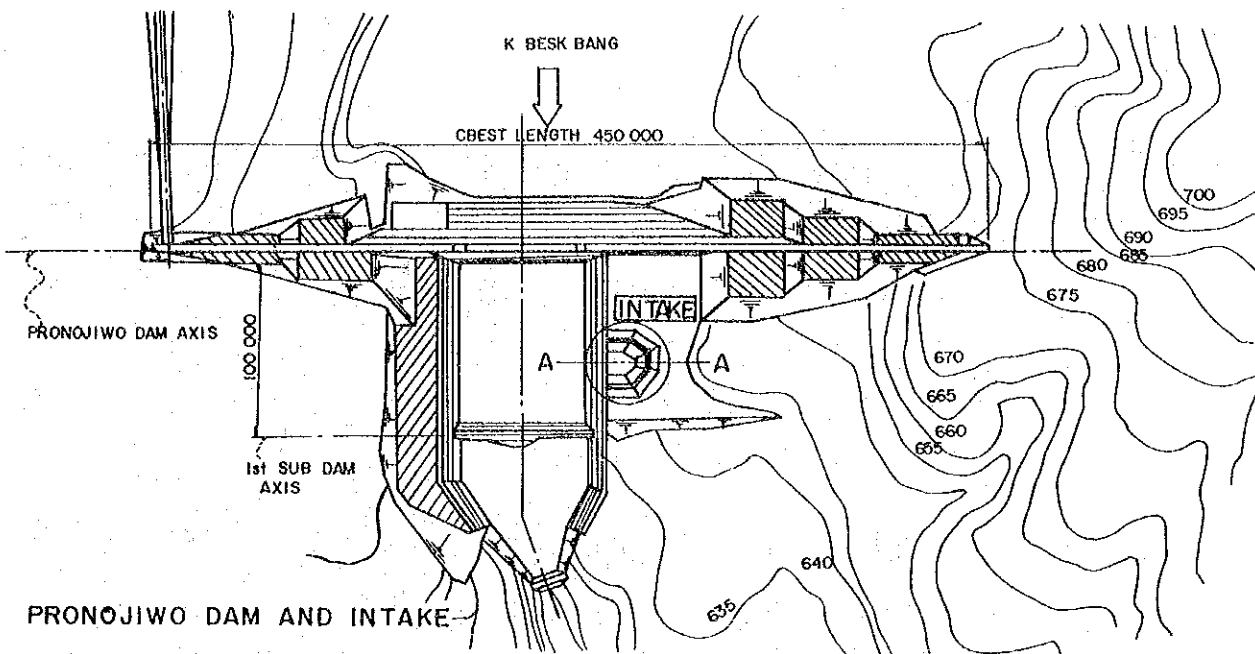 K BESK BANG
CBEST LENGTH 450 000
700
695
690
685
680
675
INTAKE
PRONOJIWO DAM AXIS
100 000
A A
670
665
660
655
1st SUB DAM
AXIS
640
635
PRONOJIWO DAM AND INTAKE